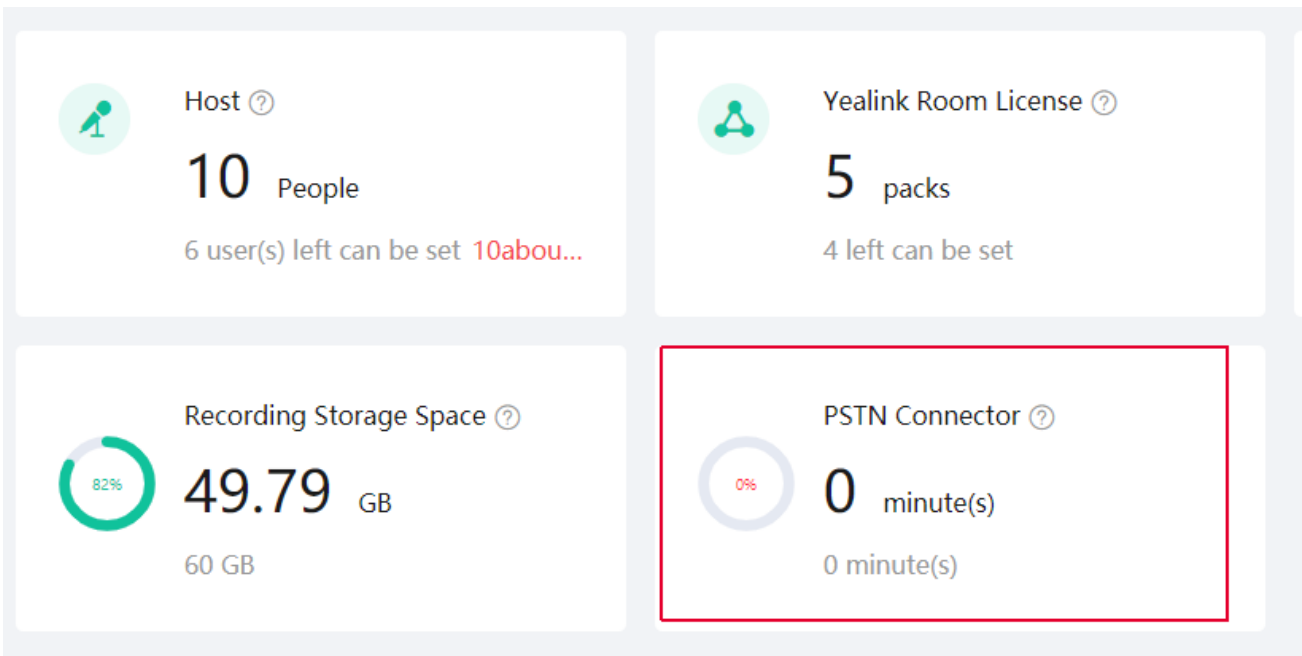 Host ?
10 People
6 user(s) left can be set 10abou...
Yealink Room License ?
5 packs
4 left can be set
Recording Storage Space ?
82%
49.79 GB
60 GB
PSTN Connector ?
0%
0 minute(s)
0 minute(s)